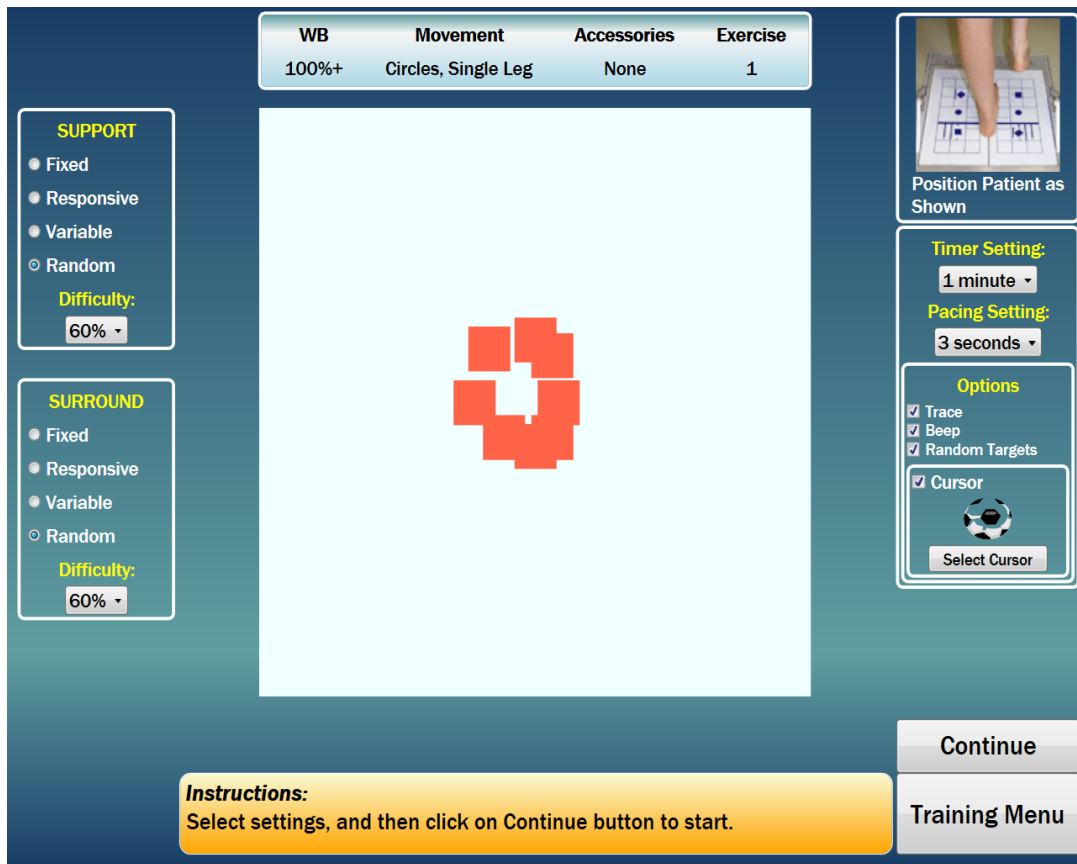 WB Movement Accessories Exercise
100%+ Circles, Single Leg None 1
SUPPORT
Fixed
Responsive
Variable
Random
Difficulty:
60%
SURROUND
Fixed
Responsive
Variable
Random
Difficulty:
60%
Position Patient as
Shown
Timer Setting:
1 minute
Pacing Setting:
3 seconds
Options
Trace
Beep
Random Targets
Cursor
Select Cursor
Continue
Training Menu
Instructions:
Select settings, and then click on Continue button to start.